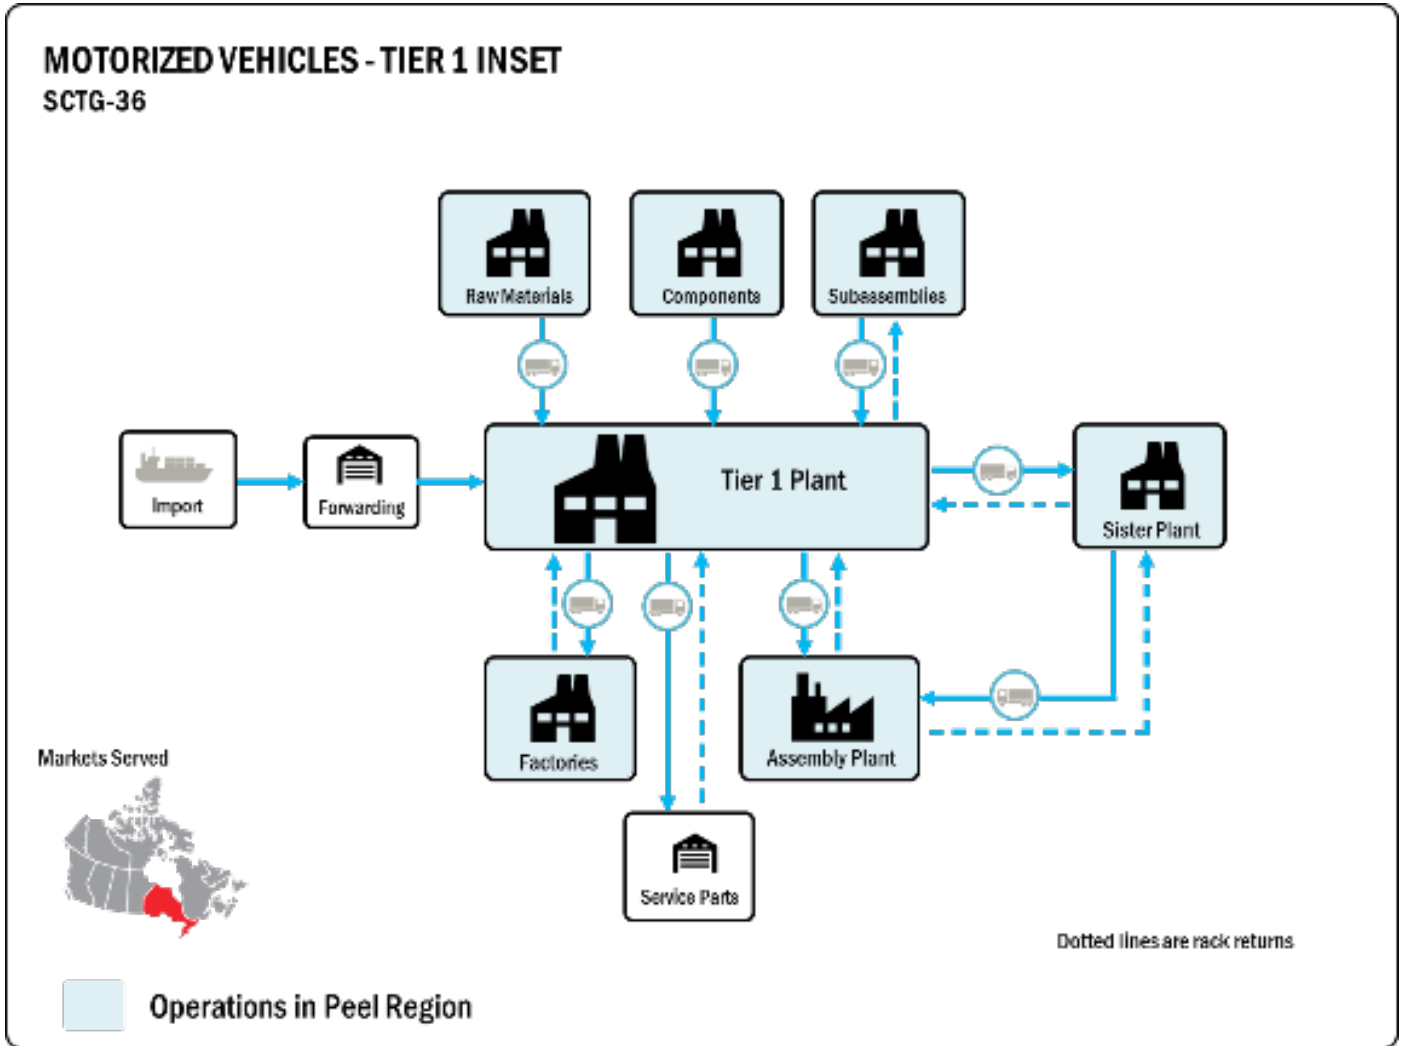 MOTORIZED VEHICLES - TIER 1 INSET
SCTG-36
Raw Materials
Components
Subassemblies
Import
Forwarding
Tier 1 Plant
Sister Plant
Factories
Assembly Plant
Service Parts
Markets Served
Dotted lines are rack returns
Operations in Peel Region